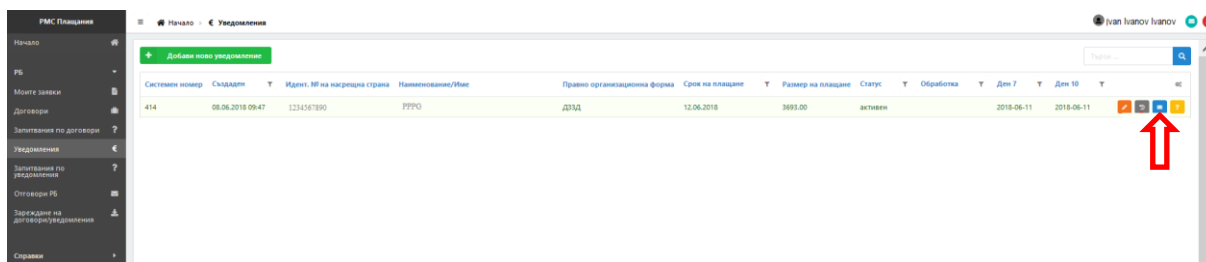 РМС Плащания
Начало > € Уведомления
Ivan Ivanov Ivanov
Начало
РБ
Моите заявки
Договори
Запитвания по договори ?
Уведомления €
Запитвания по уведомления ?
Отговори РБ
Зареждане на договори/уведомления
Справки
+ Добави ново уведомление
Търси ...
Системен номер Създаден Идент. № на насрещна страна Наименование/Име Правно организационна форма Срок на плащане Размер на плащане Статус Обработка Ден 7 Ден 10
414 08.06.2018 09:47 1234567890 РРРО ДЗЗД 12.06.2018 3693.00 активен 2018-06-11 2018-06-11 ?